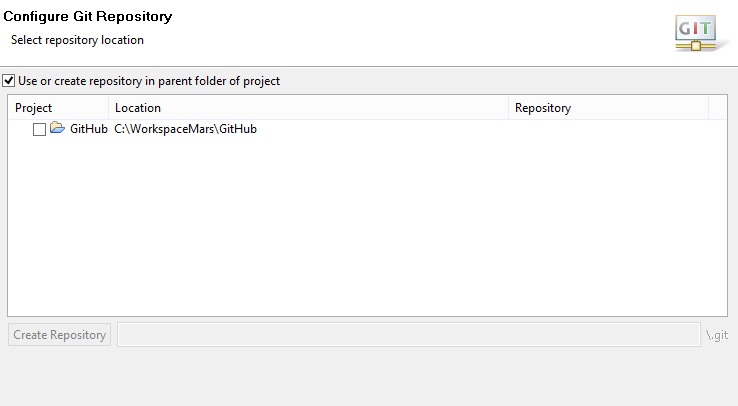 Configure Git Repository
Select repository location
GIT
Use or create repository in parent folder of project
Project Location Repository
GitHub C:\WorkspaceMars\GitHub
Create Repository \.git